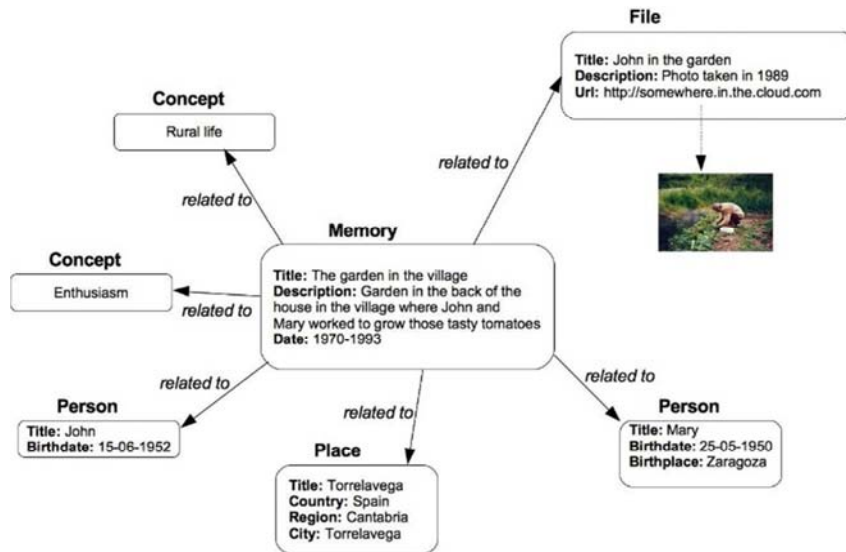 File
Title: John in the garden
Description: Photo taken in 1989
Url: http://somewhere.in.the.cloud.com
Concept
Rural life
related to
related to
Memory
Title: The garden in the village
Description: Garden in the back of the
house in the village where John and
Mary worked to grow those tasty tomatoes
Date: 1970-1993
Concept
Enthusiasm
related to
related to
related to
related to
Person
Title: John
Birthdate: 15-06-1952
Place
Title: Torrelavega
Country: Spain
Region: Cantabria
City: Torrelavega
Person
Title: Mary
Birthdate: 25-05-1950
Birthplace: Zaragoza